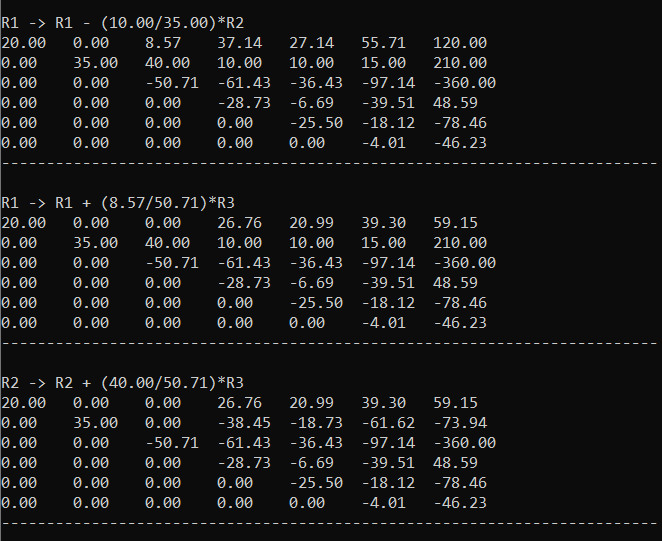 R1 -> R1 - (10.00/35.00)*R2
20.00 0.00 8.57 37.14 27.14 55.71 120.00
0.00 35.00 40.00 10.00 10.00 15.00 210.00
0.00 0.00 -50.71 -61.43 -36.43 -97.14 -360.00
0.00 0.00 0.00 -28.73 -6.69 -39.51 48.59
0.00 0.00 0.00 0.00 -25.50 -18.12 -78.46
0.00 0.00 0.00 0.00 0.00 -4.01 -46.23
-------------------------------------------------------------------------
R1 -> R1 + (8.57/50.71)*R3
20.00 0.00 0.00 26.76 20.99 39.30 59.15
0.00 35.00 40.00 10.00 10.00 15.00 210.00
0.00 0.00 -50.71 -61.43 -36.43 -97.14 -360.00
0.00 0.00 0.00 -28.73 -6.69 -39.51 48.59
0.00 0.00 0.00 0.00 -25.50 -18.12 -78.46
0.00 0.00 0.00 0.00 0.00 -4.01 -46.23
-------------------------------------------------------------------------
R2 -> R2 + (40.00/50.71)*R3
20.00 0.00 0.00 26.76 20.99 39.30 59.15
0.00 35.00 0.00 -38.45 -18.73 -61.62 -73.94
0.00 0.00 -50.71 -61.43 -36.43 -97.14 -360.00
0.00 0.00 0.00 -28.73 -6.69 -39.51 48.59
0.00 0.00 0.00 0.00 -25.50 -18.12 -78.46
0.00 0.00 0.00 0.00 0.00 -4.01 -46.23
-------------------------------------------------------------------------